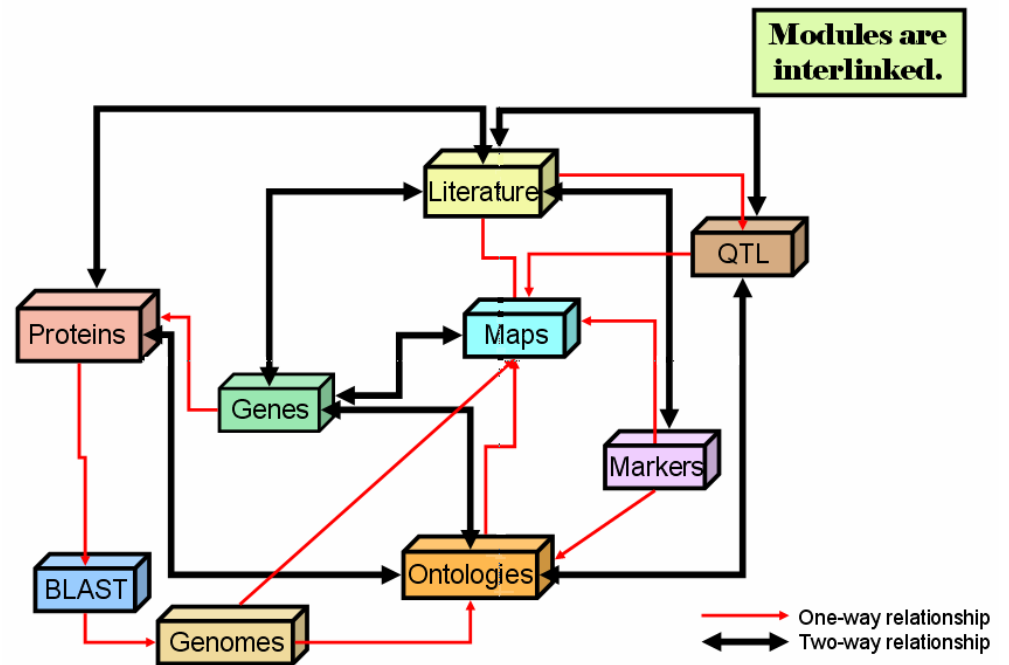 Modules are
interlinked.
Literature
QTL
Proteins
Maps
Genes
Markers
BLAST
Ontologies
Genomes
One-way relationship
Two-way relationship